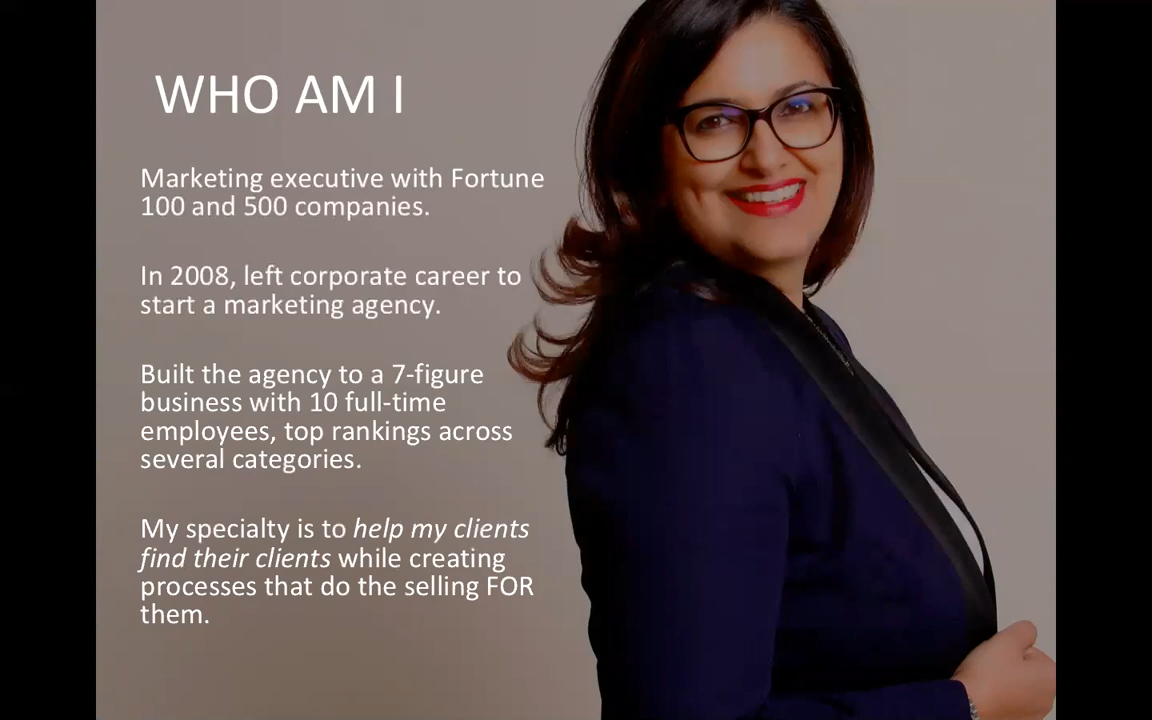 WHO AM I
Marketing executive with Fortune
100 and 500 companies.
In 2008, left corporate career to
start a marketing agency.
Built the agency to a 7-figure
business with 10 full-time
employees, top rankings across
several categories.
My specialty is to help my clients
find their clients while creating
processes that do the selling FOR
them.